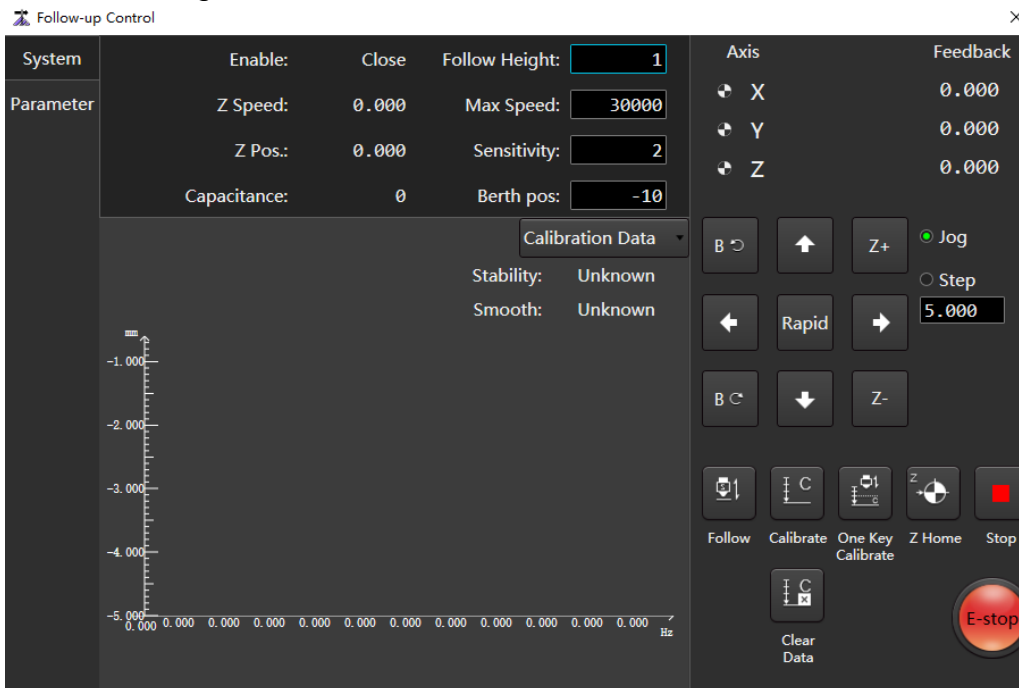 Follow-up Control
System
Parameter
Enable: Close Follow Height: 1
Z Speed: 0.000 Max Speed: 30000
Z Pos.: 0.000 Sensitivity: 2
Capacitance: 0 Berth pos: -10
Calibration Data
Stability: Unknown
Smooth: Unknown
mm
-1.000
-2.000
-3.000
-4.000
-5.000
0.000 0.000 0.000 0.000 0.000 0.000 0.000 0.000 0.000 0.000 0.000 0.000
Hz
Axis Feedback
X 0.000
Y 0.000
Z 0.000
B Z+
Jog
Step
5.000
Rapid
B Z-
S C C Z
Follow Calibrate One Key Calibrate Z Home Stop
C
Clear
Data
E-stop